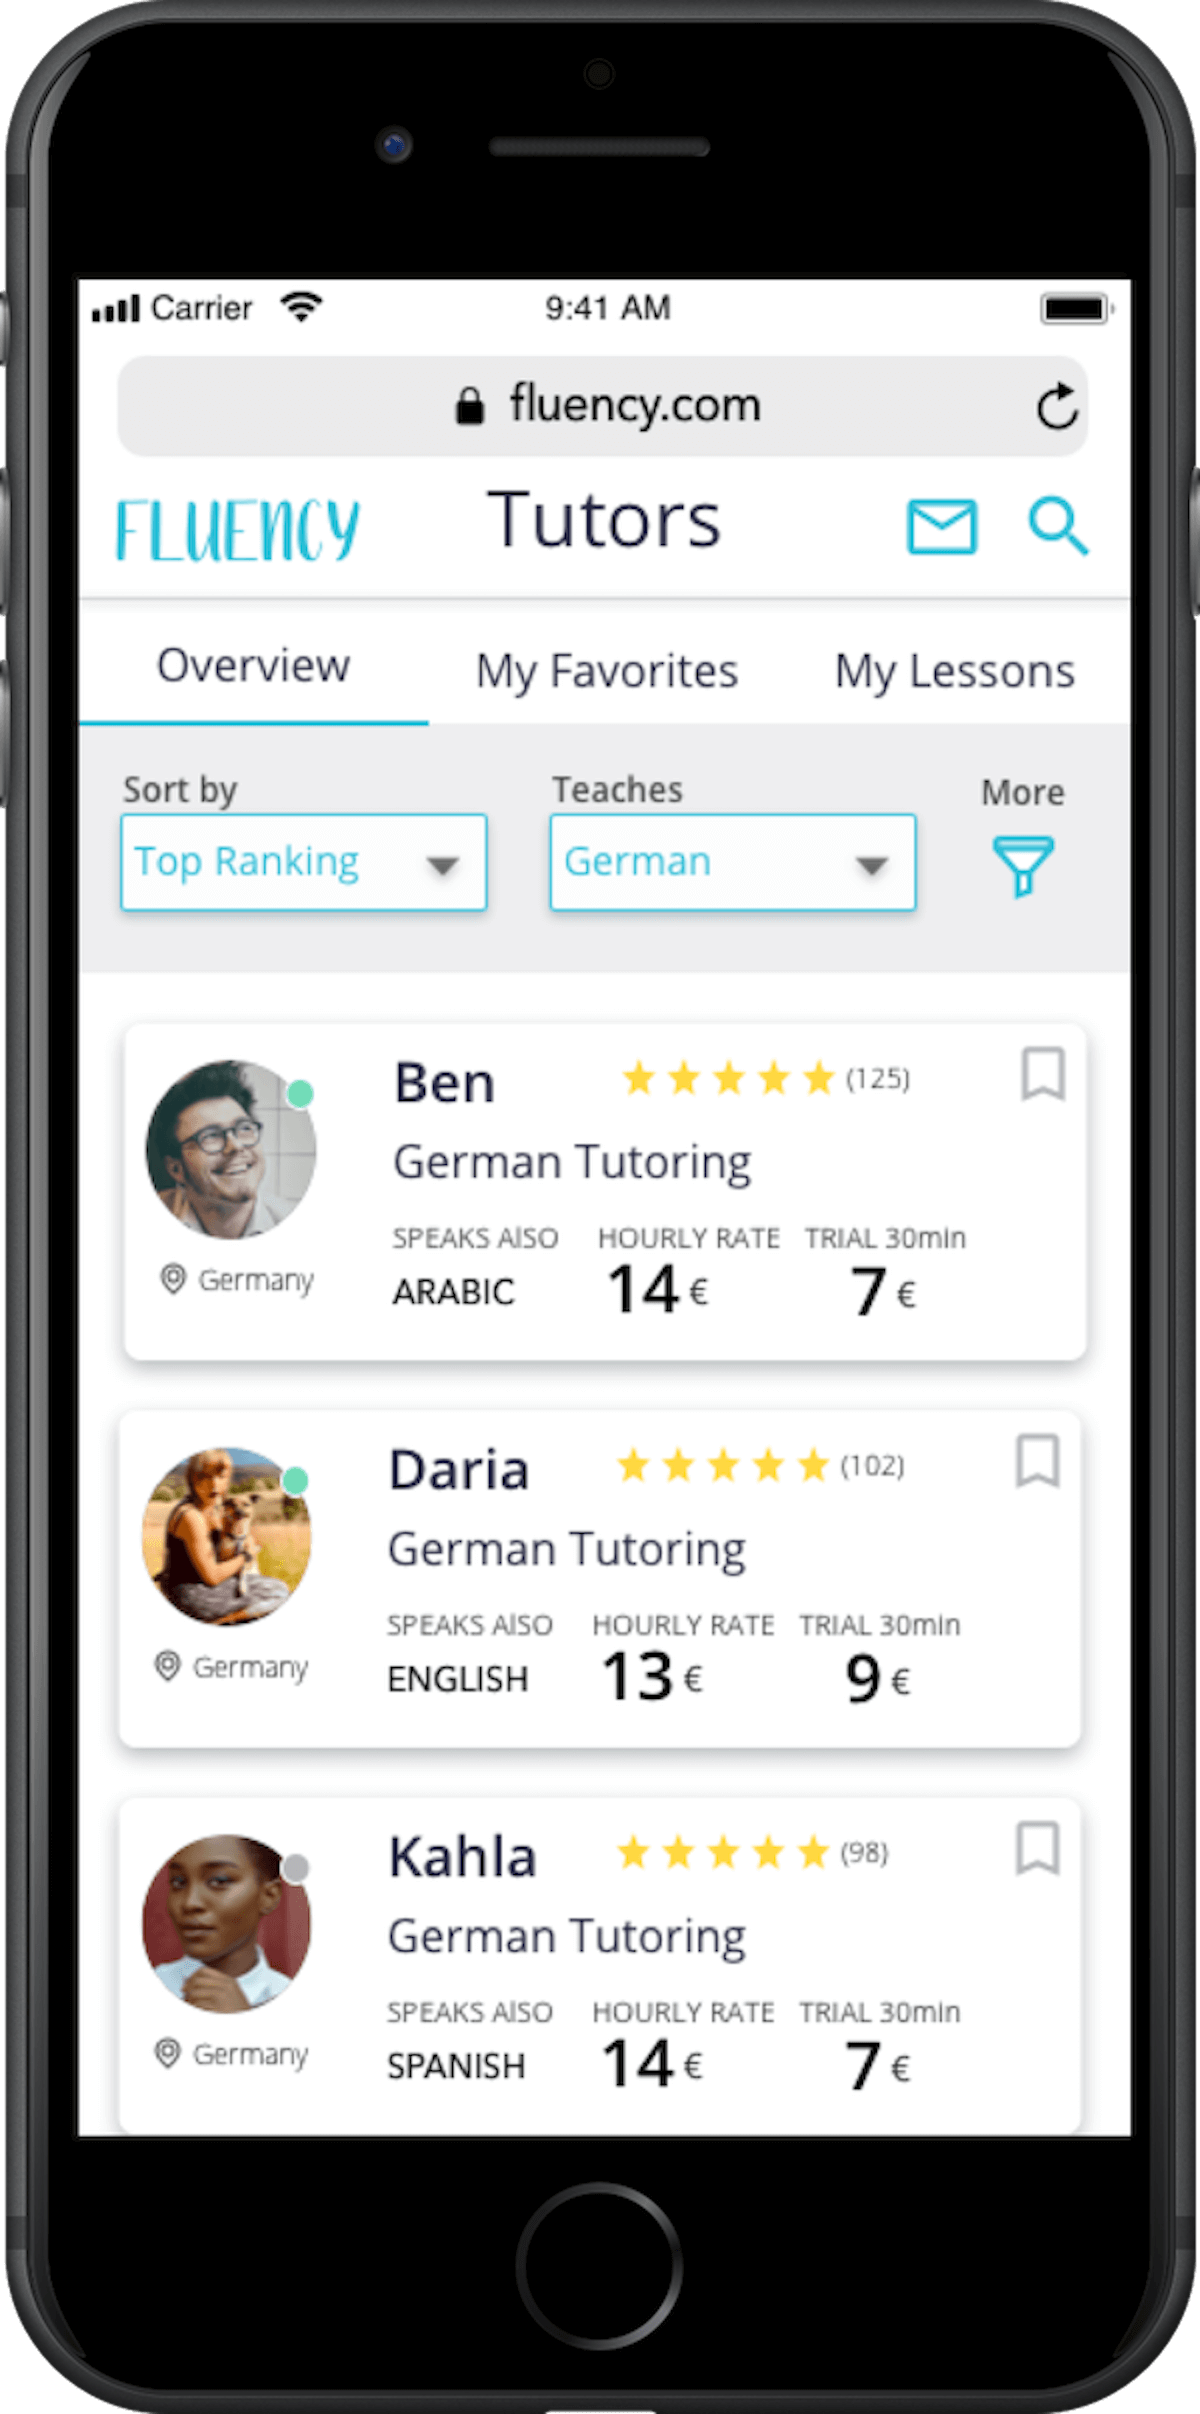 Carrier 9:41 AM
fluency.com
FLUENCY Tutors
Overview My Favorites My Lessons
Sort by Teaches More
Top Ranking German
Ben (125)
German Tutoring
SPEAKS AlSO HOURLY RATE TRIAL 30min
Germany ARABIC 14 € 7 €
Daria (102)
German Tutoring
SPEAKS AlSO HOURLY RATE TRIAL 30min
Germany ENGLISH 13 € 9 €
Kahla (98)
German Tutoring
SPEAKS AlSO HOURLY RATE TRIAL 30min
Germany SPANISH 14 € 7 €